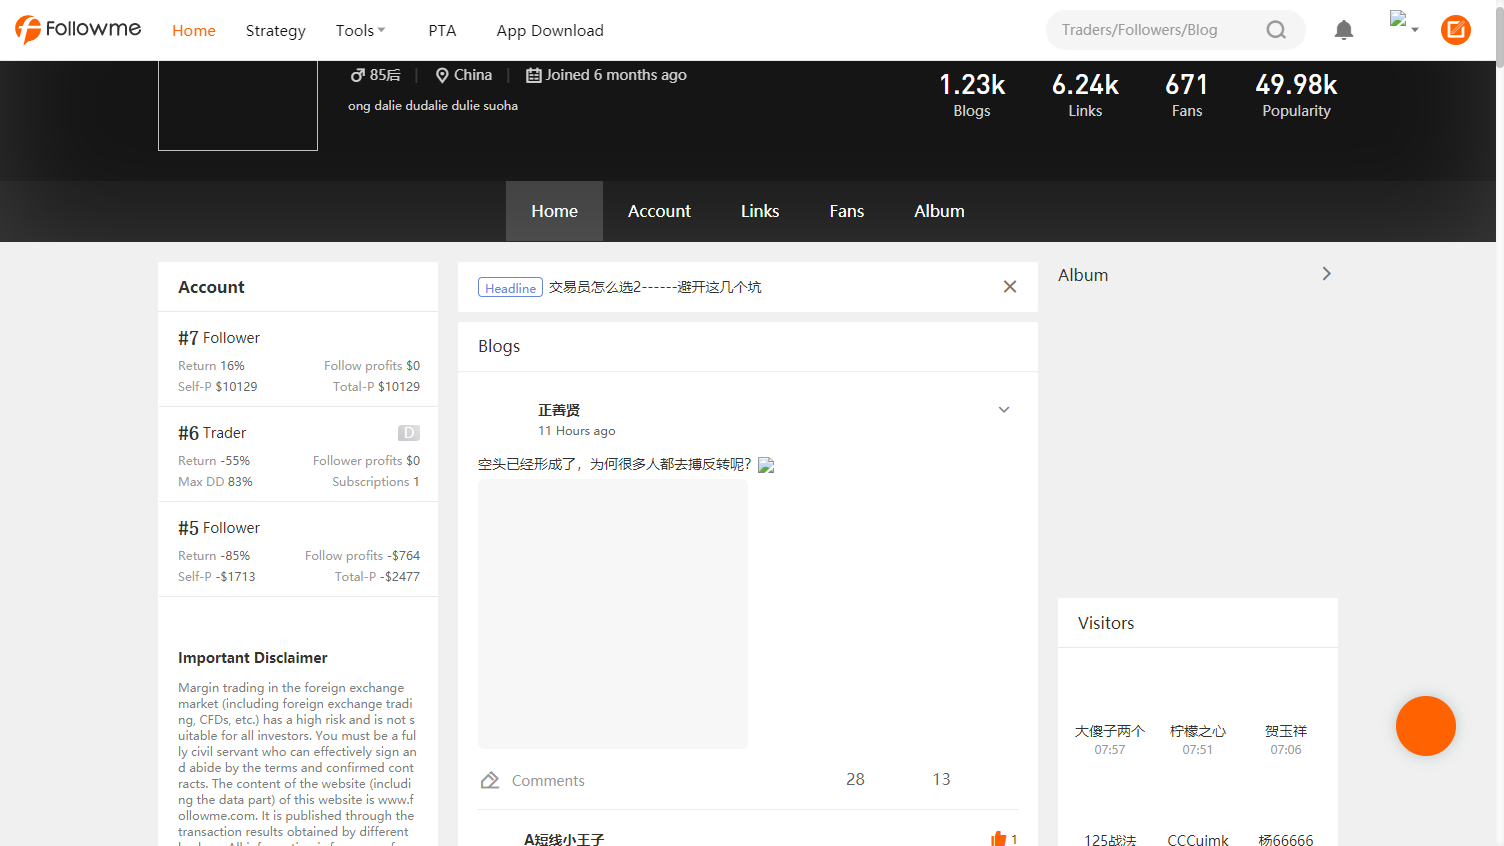 Followme
Home
Strategy
Tools
PTA
App Download
Traders/Followers/Blog
85后
China
Joined 6 months ago
ong dalie dudalie dulie suoha
1.23k
Blogs
6.24k
Links
671
Fans
49.98k
Popularity
Home
Account
Links
Fans
Album
Account
#7 Follower
Return 16%
Follow profits $0
Self-P $10129
Total-P $10129
#6 Trader
D
Return -55%
Follower profits $0
Max DD 83%
Subscriptions 1
#5 Follower
Return -85%
Follow profits -$764
Self-P -$1713
Total-P -$2477
Important Disclaimer
Margin trading in the foreign exchange
market (including foreign exchange tradi
ng, CFDs, etc.) has a high risk and is not s
uitable for all investors. You must be a ful
ly civil servant who can effectively sign an
d abide by the terms and confirmed cont
racts. The content of the website (includi
ng the data part) of this website is www.f
ollowme.com. It is published through the
transaction results obtained by different
Headline 交易员怎么选2------避开这几个坑
Blogs
正善贤
11 Hours ago
空头已经形成了，为何很多人都去搏反转呢？
Comments
28
13
A短线小王子
1
Album
Visitors
大傻子两个
07:57
柠檬之心
07:51
贺玉祥
07:06
125战法
CCCuimk
杨66666